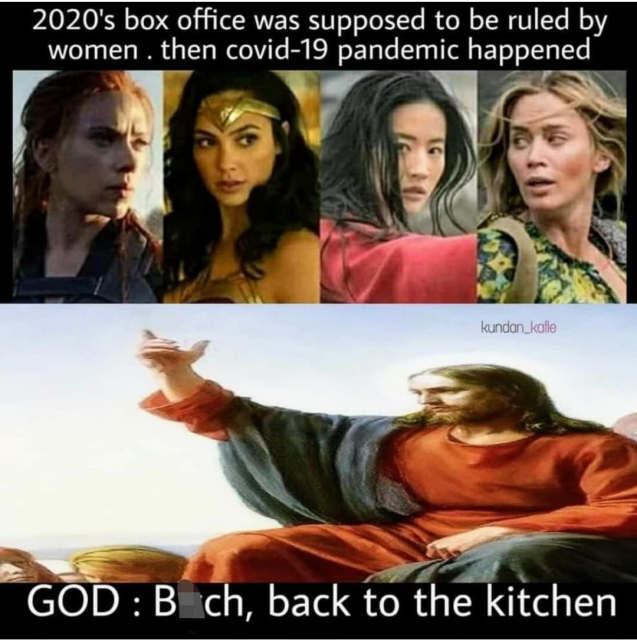 2020's box office was supposed to be ruled by
women . then covid-19 pandemic happened
kundan_kalle
GOD : B ch, back to the kitchen